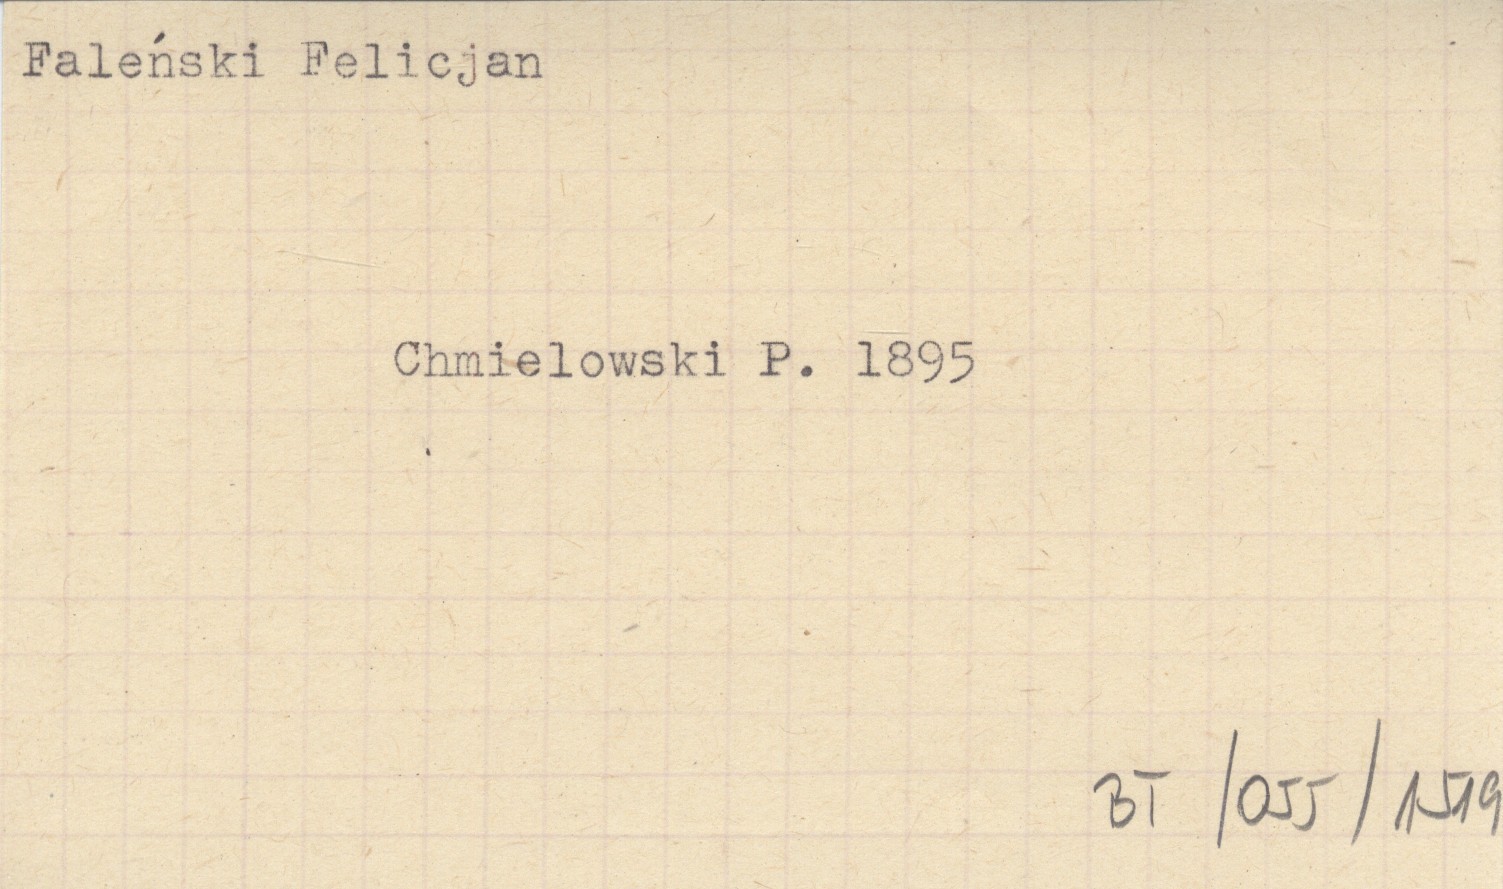 Faleński Felicjan
Chmielowski P. 1895
BT /055/1519